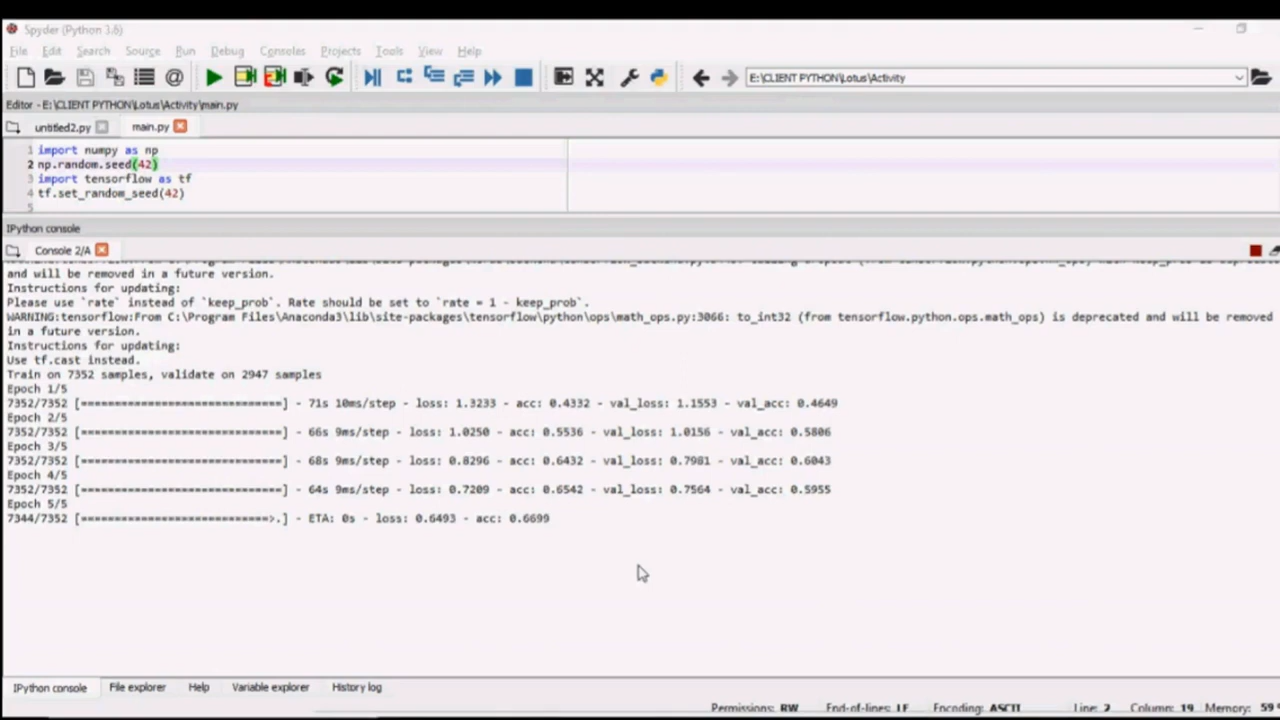 Spyder (Python 3.6)
File Edit Search Source Run Debug Consoles Projects Tools View Help
E:\CLIENT PYTHON\Lotus\Activity
Editor - E:\CLIENT PYTHON\Lotus\Activity\main.py
untitled2.py main.py
1 import numpy as np
2 np.random.seed(42)
3 import tensorflow as tf
4 tf.set_random_seed(42)
5
IPython console
Console 2/A
and will be removed in a future version.
Instructions for updating:
Please use `rate` instead of `keep_prob`. Rate should be set to `rate = 1 - keep_prob`.
WARNING:tensorflow:From C:\Program Files\Anaconda3\lib\site-packages\tensorflow\python\ops\math_ops.py:3066: to_int32 (from tensorflow.python.ops.math_ops) is deprecated and will be removed
in a future version.
Instructions for updating:
Use tf.cast instead.
Train on 7352 samples, validate on 2947 samples
Epoch 1/5
7352/7352 [==============================] - 71s 10ms/step - loss: 1.3233 - acc: 0.4332 - val_loss: 1.1553 - val_acc: 0.4649
Epoch 2/5
7352/7352 [==============================] - 66s 9ms/step - loss: 1.0250 - acc: 0.5536 - val_loss: 1.0156 - val_acc: 0.5806
Epoch 3/5
7352/7352 [==============================] - 68s 9ms/step - loss: 0.8296 - acc: 0.6432 - val_loss: 0.7981 - val_acc: 0.6043
Epoch 4/5
7352/7352 [==============================] - 64s 9ms/step - loss: 0.7209 - acc: 0.6542 - val_loss: 0.7564 - val_acc: 0.5955
Epoch 5/5
7344/7352 [============================>.] - ETA: 0s - loss: 0.6493 - acc: 0.6699
IPython console File explorer Help Variable explorer History log
Permissions: RW End-of-lines: LF Encoding: ASCII Line: 2 Column: 19 Memory: 59